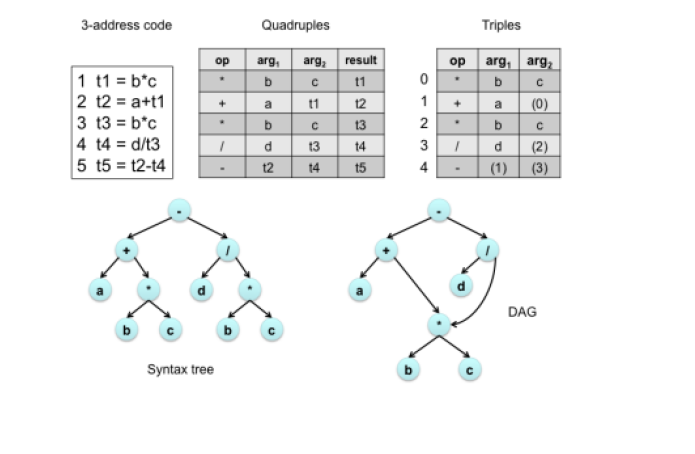 3-address code
Quadruples
Triples
1 t1 = b*c
2 t2 = a+t1
3 t3 = b*c
4 t4 = d/t3
5 t5 = t2-t4
op arg₁ arg₂ result
* b c t1
+ a t1 t2
* b c t3
/ d t3 t4
- t2 t4 t5
op arg₁ arg₂
0 * b c
1 + a (0)
2 * b c
3 / d (2)
4 - (1) (3)
-
+ /
a * d *
b c b c
Syntax tree
-
+ /
a d
*
b c
DAG